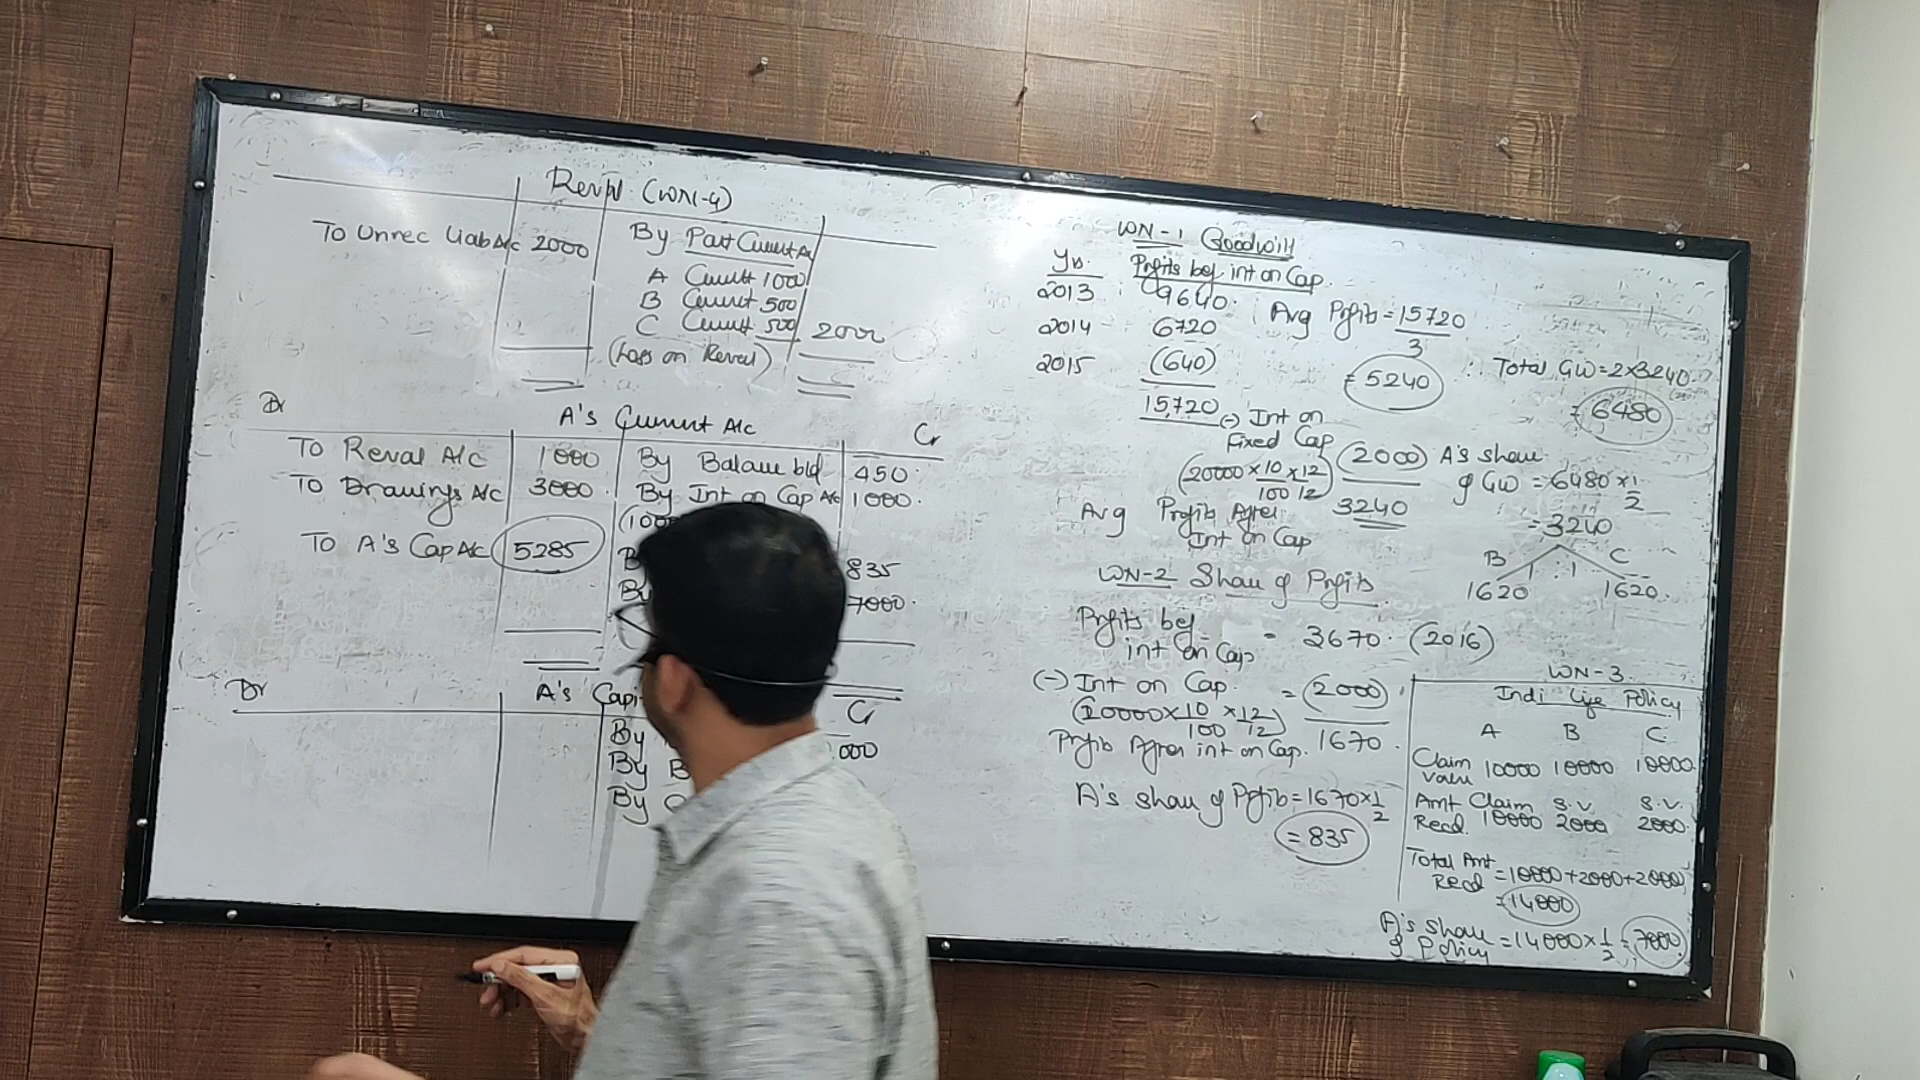 Reval (WN-4)
To Unrec Liab A/c 2000 By Part Current A/c
A Current 1000
B Current 500
C Current 500 2000
(Loss on Reval)
Dr A's Current A/c Cr
To Reval A/c 1000 By Balance b/d 450
To Drawings A/c 3000 By Int on Cap A/c 1000
(100
To A's Cap A/c 5285 835
By 7000
Dr A's Capi Cr
By 000
By B
By
WN-1 Goodwill
Yr. Profits bef int on Cap.
2013 9640
2014 6720
2015 (640)
15,720
Avg Profits = 15720
3
= 5240
∴ Total GW = 2×3240
= 6480
(-) Int on
Fixed Cap (2000)
(20000 × 10/100 × 12/12)
Avg Profits After 3240
Int on Cap
A's share
of GW = 6480 × 1/2
= 3240
B C
1 : 1
1620 1620
WN-2 Share of Profits
Profits bef
int on Cap = 3670 (2016)
(-) Int on Cap. = (2000)
(20000 × 10/100 × 12/12)
Profits After int on Cap. 1670
A's share of Profits = 1670 × 1/2
= 835
WN-3
Indi Life Policy
A B C
Claim
Value 10000 10000 10000
Amt Claim S.V. S.V.
Recd. 10000 2000 2000
Total Amt
Recd = 10000+2000+2000
= 14000
A's share
of Policy = 14000 × 1/2 = 7000